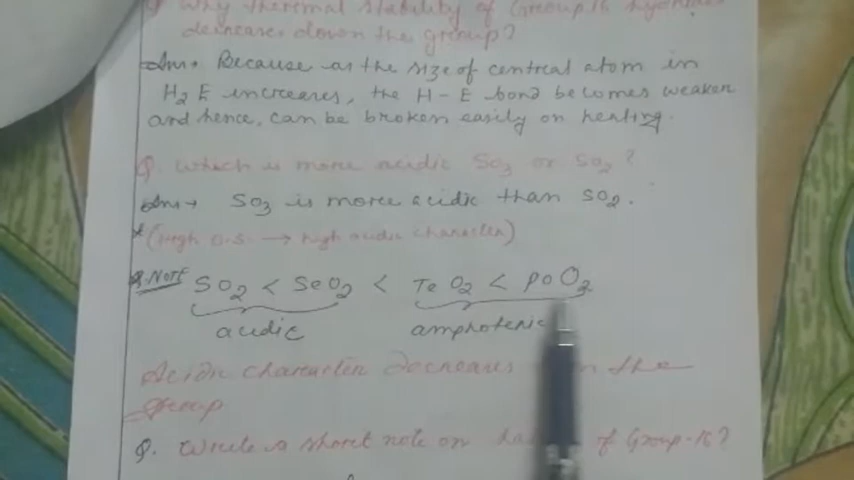 Q Why thermal stability of Group-16
decreases down the group?
Ans. Because as the size of central atom in
H2E increases, the H-E bond becomes weaker
and hence, can be broken easily on heating.
Q. Which is more acidic SO3 or SO2?
Ans → SO3 is more acidic than SO2.
*(High O.S. → high acidic character)
NOTE SO2 < SeO2 < TeO2 < PoO2
acidic amphoteric
Acidic character decreases the
group
Q. Write a short note on of Group-16?